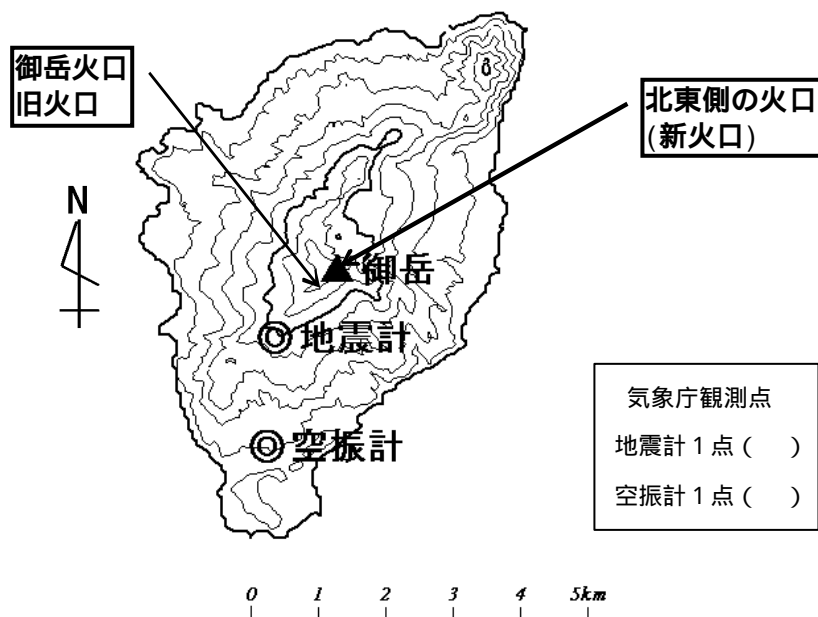 御岳火口
旧火口
北東側の火口
(新火口)
N
御岳
地震計
空振計
気象庁観測点
地震計1点(　)
空振計1点(　)
0 1 2 3 4 5km